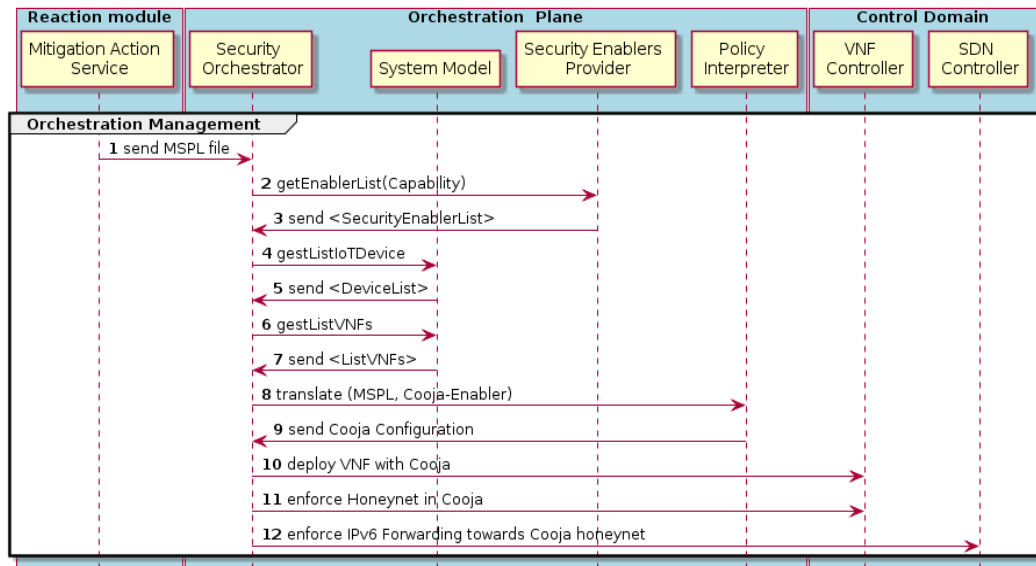 Reaction module
Orchestration Plane
Control Domain
Mitigation Action
Service
Security
Orchestrator
System Model
Security Enablers
Provider
Policy
Interpreter
VNF
Controller
SDN
Controller
Orchestration Management
1 send MSPL file
2 getEnablerList(Capability)
3 send <SecurityEnablerList>
4 gestListIoTDevice
5 send <DeviceList>
6 gestListVNFs
7 send <ListVNFs>
8 translate (MSPL, Cooja-Enabler)
9 send Cooja Configuration
10 deploy VNF with Cooja
11 enforce Honeynet in Cooja
12 enforce IPv6 Forwarding towards Cooja honeynet